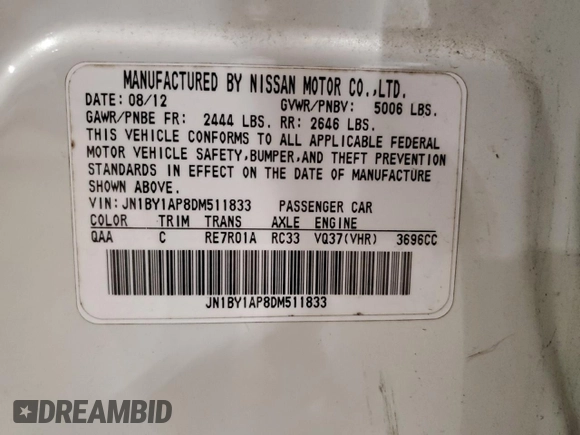 MANUFACTURED BY NISSAN MOTOR CO.,LTD.
DATE: 08/12 GVWR/PNBV: 5006 LBS.
GAWR/PNBE FR: 2444 LBS. RR: 2646 LBS.
THIS VEHICLE CONFORMS TO ALL APPLICABLE FEDERAL
MOTOR VEHICLE SAFETY,BUMPER,AND THEFT PREVENTION
STANDARDS IN EFFECT ON THE DATE OF MANUFACTURE
SHOWN ABOVE.
VIN: JN1BY1AP8DM511833 PASSENGER CAR
COLOR TRIM TRANS AXLE ENGINE
QAA C RE7R01A RC33 VQ37(VHR) 3696CC
JN1BY1AP8DM511833
DREAMBID